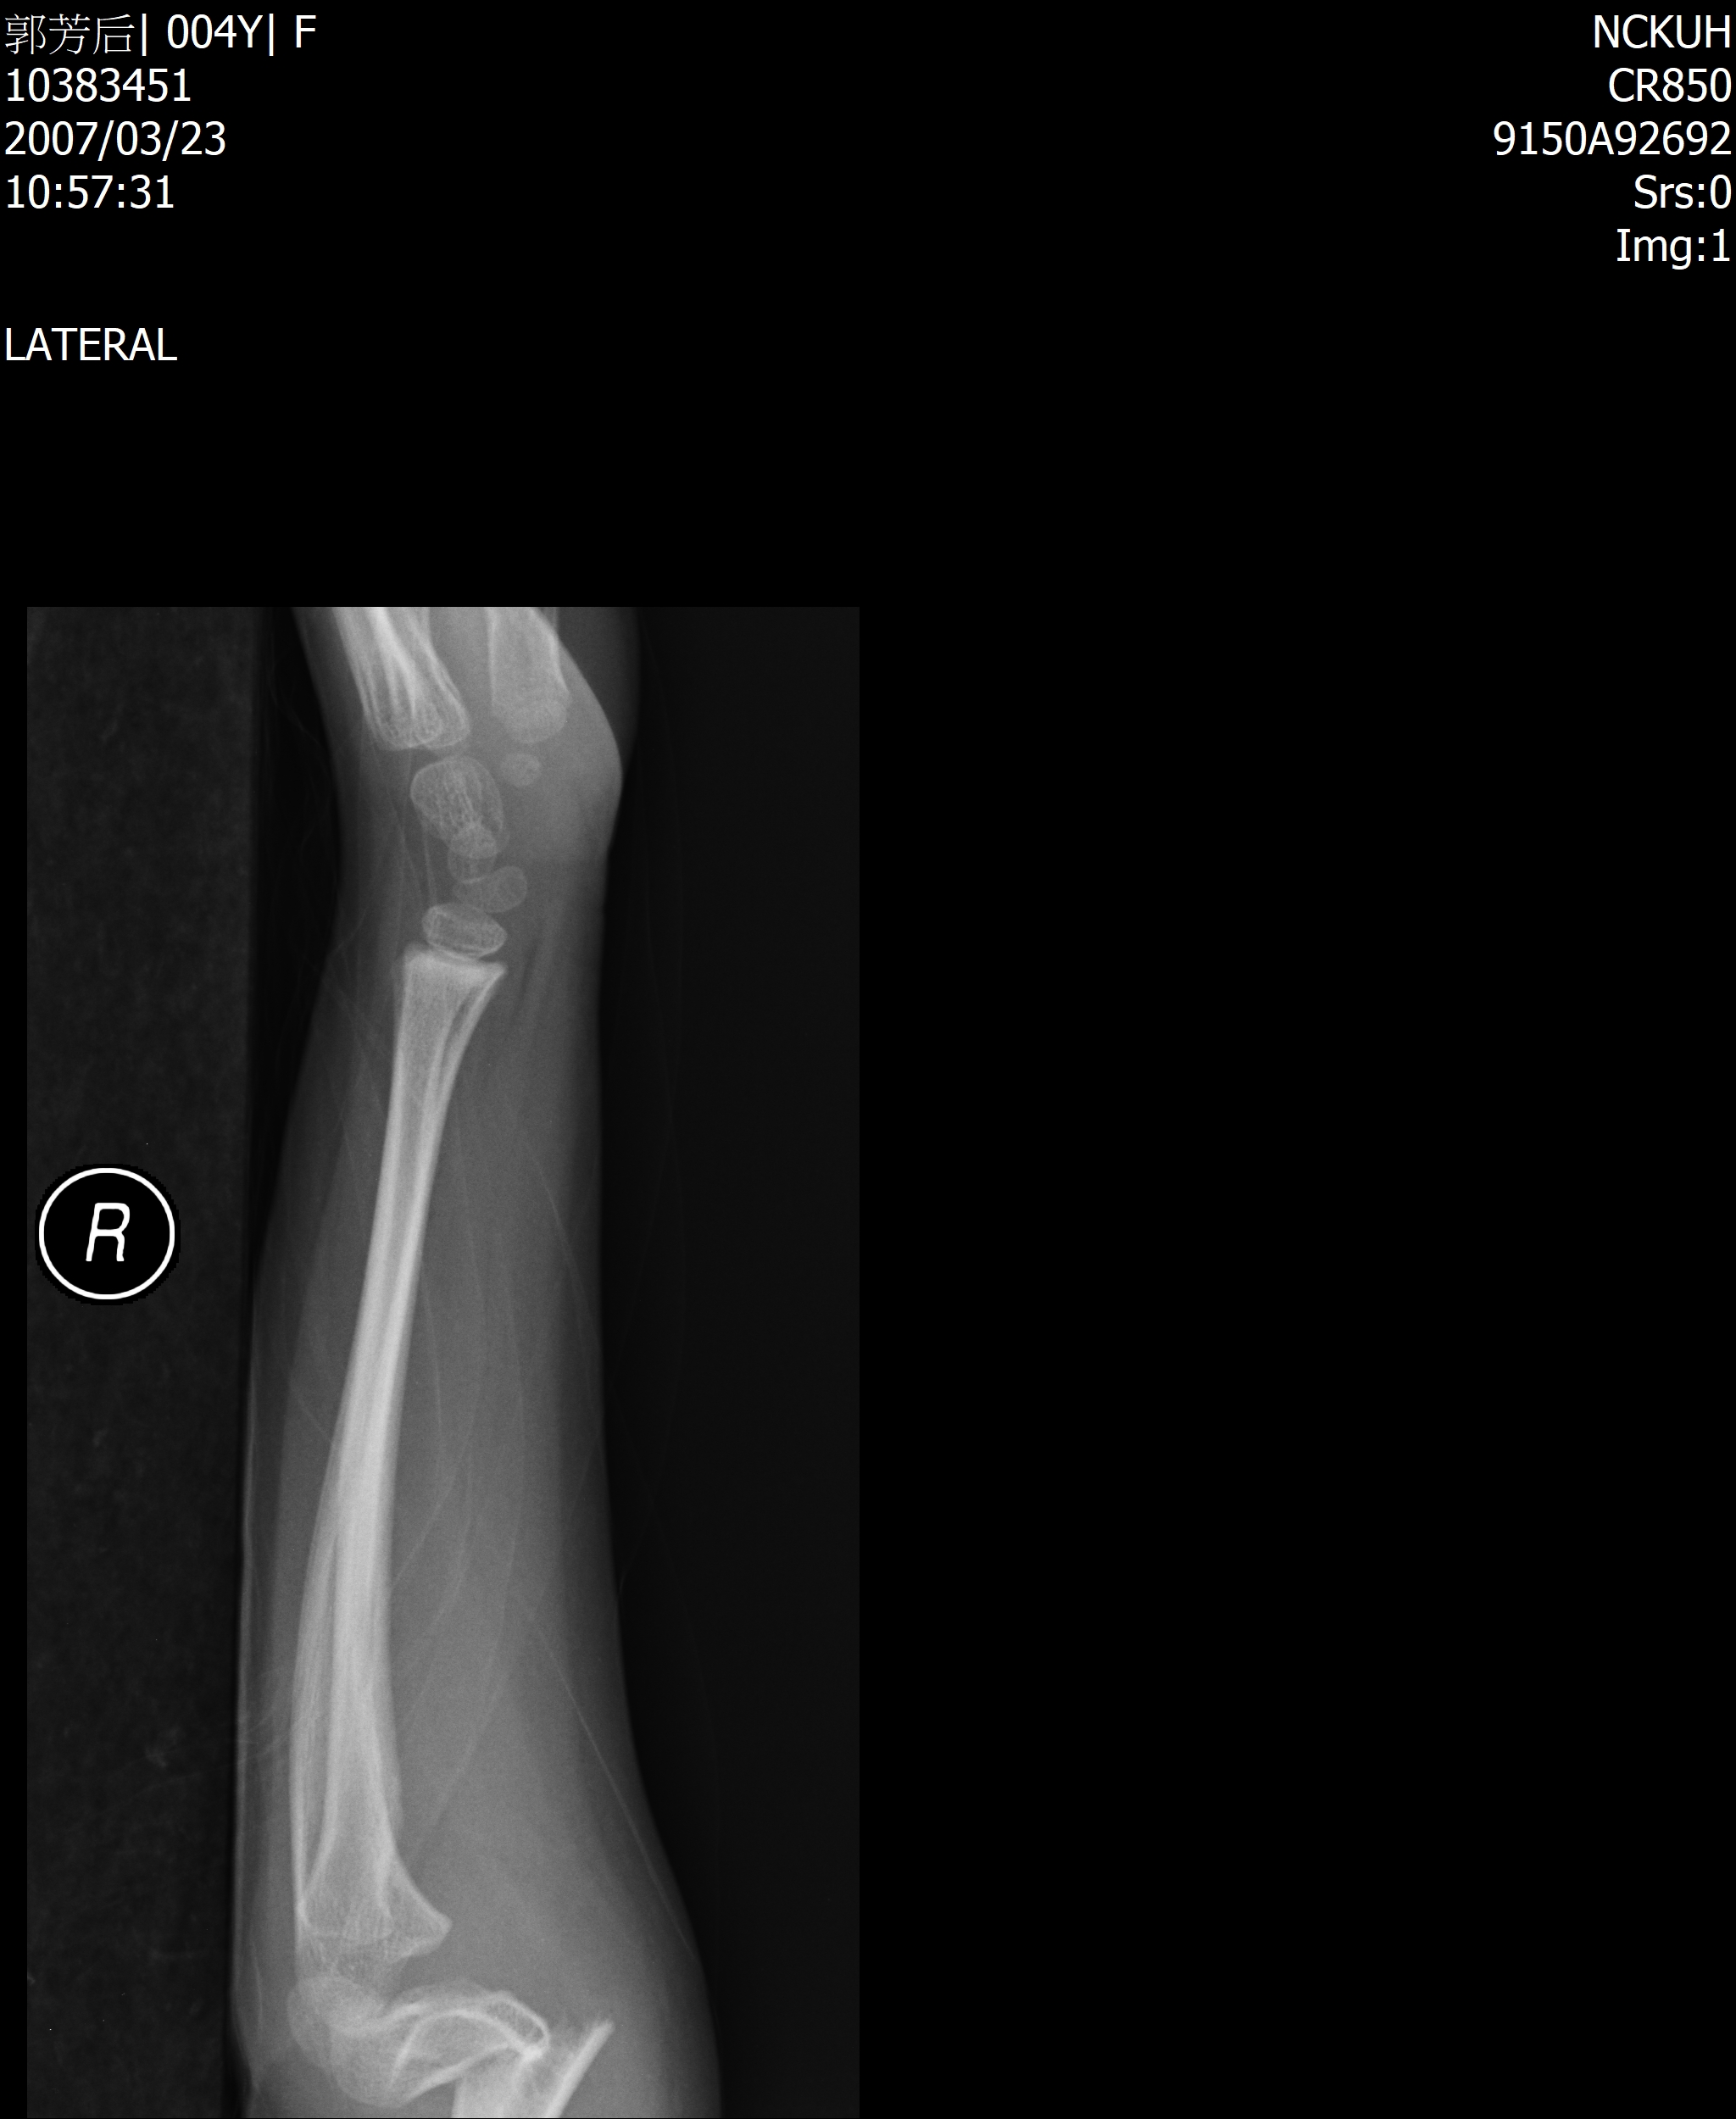 郭芳后| 004Y| F
10383451
2007/03/23
10:57:31
LATERAL
NCKUH
CR850
9150A92692
Srs:0
Img:1
R